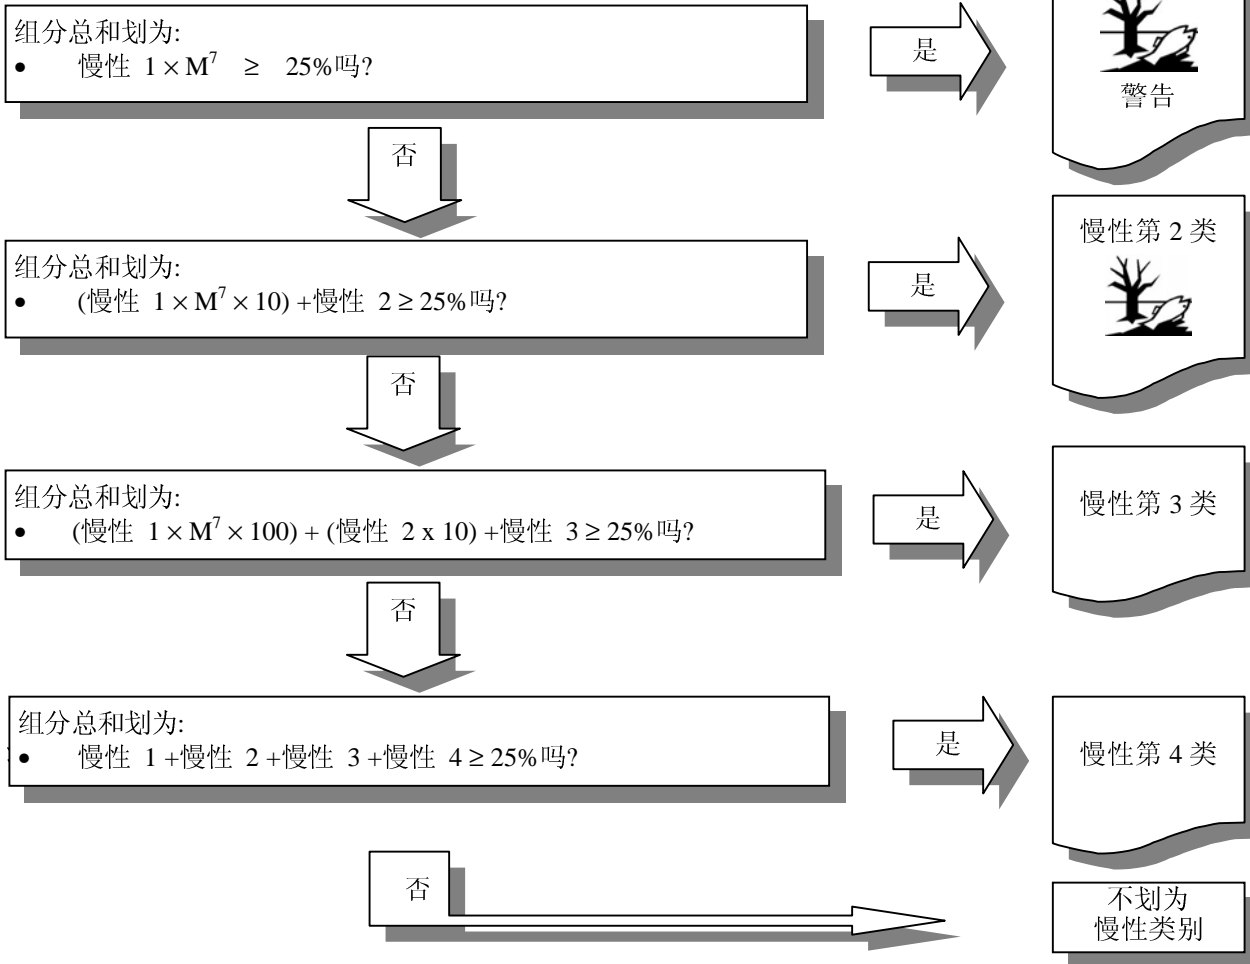 组分总和划为:
• 慢性 1 × M⁷ ≥ 25%吗?
是
警告
否
慢性第 2 类
组分总和划为:
• (慢性 1 × M⁷ × 10) +慢性 2 ≥ 25%吗?
是
否
组分总和划为:
• (慢性 1 × M⁷ × 100) + (慢性 2 x 10) +慢性 3 ≥ 25%吗?
是
慢性第 3 类
否
组分总和划为:
• 慢性 1 +慢性 2 +慢性 3 +慢性 4 ≥ 25%吗?
是
慢性第 4 类
否
不划为
慢性类别